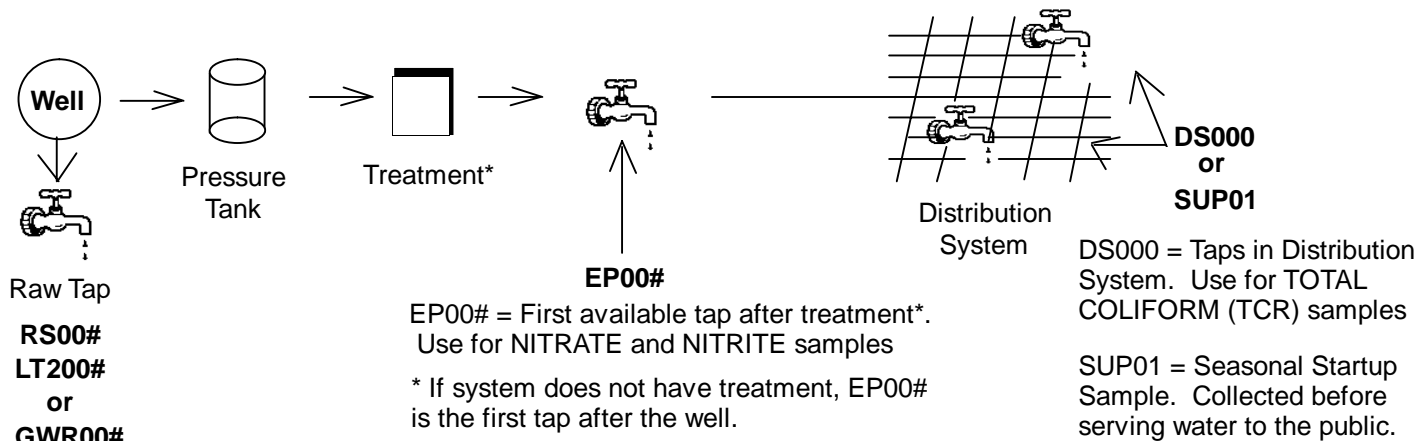 Well
Pressure
Tank
Treatment*
Raw Tap
RS00#
LT200#
or
GWR00#
EP00#
EP00# = First available tap after treatment*.
Use for NITRATE and NITRITE samples
* If system does not have treatment, EP00#
is the first tap after the well.
Distribution
System
DS000
or
SUP01
DS000 = Taps in Distribution
System. Use for TOTAL
COLIFORM (TCR) samples
SUP01 = Seasonal Startup
Sample. Collected before
serving water to the public.